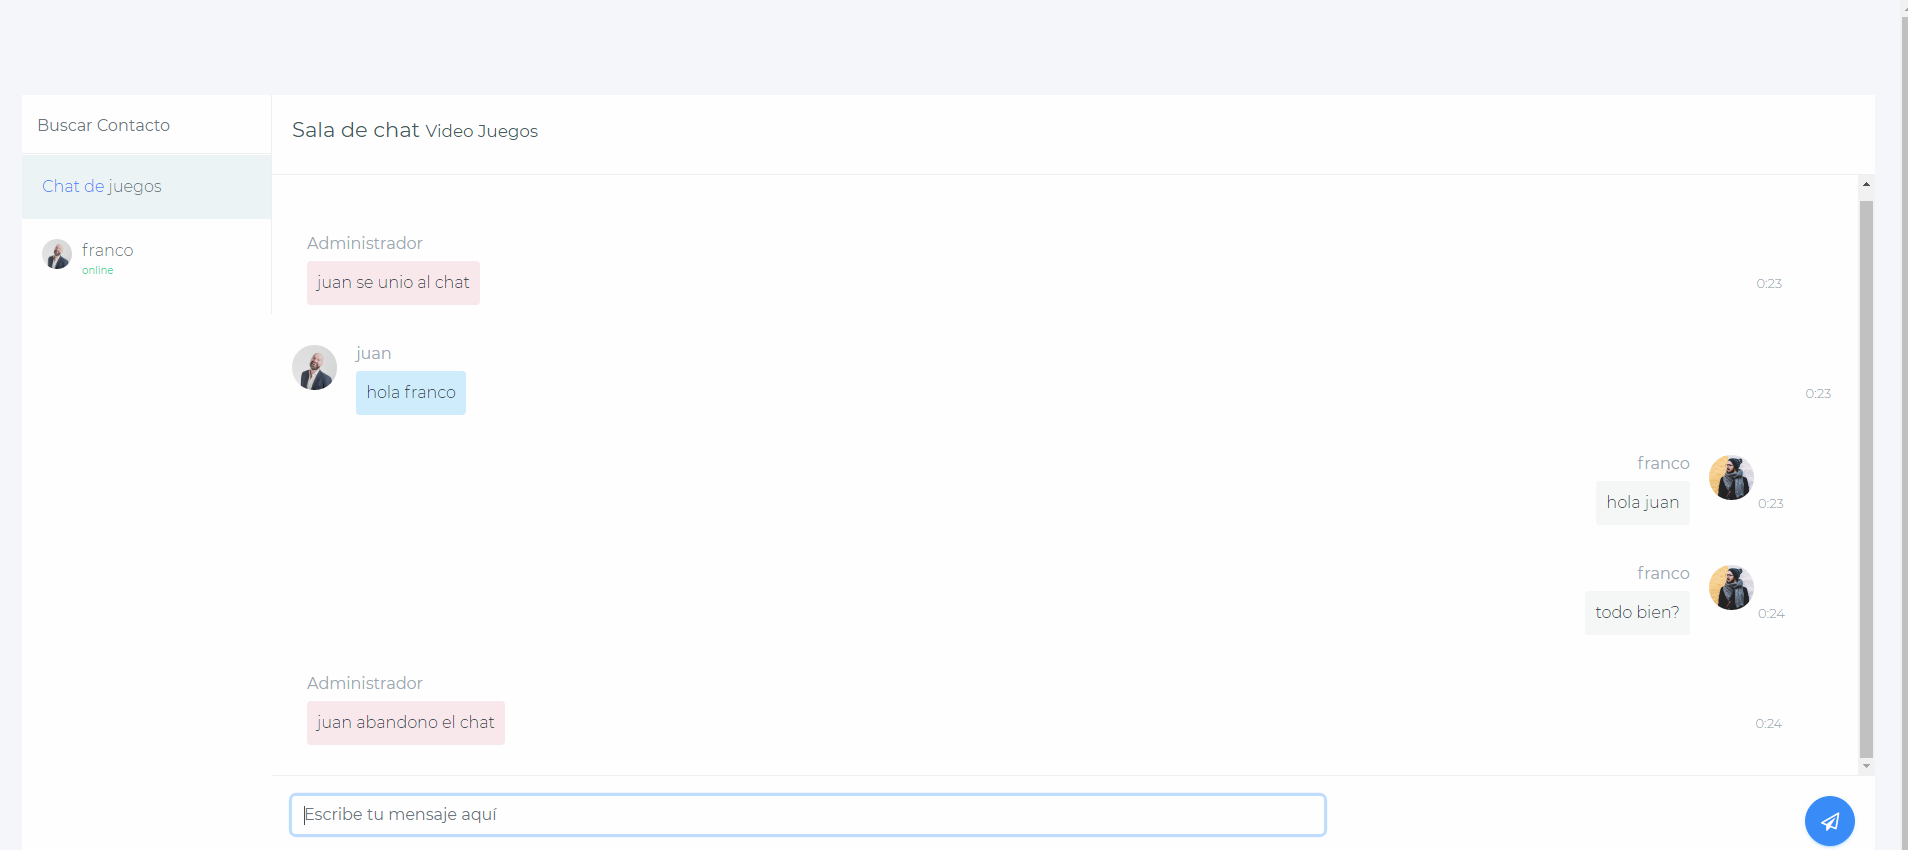 Buscar Contacto
Chat de juegos
franco
online
Sala de chat Video Juegos
Administrador
juan se unio al chat
0:23
juan
hola franco
0:23
franco
hola juan
0:23
franco
todo bien?
0:24
Administrador
juan abandono el chat
0:24
Escribe tu mensaje aquí